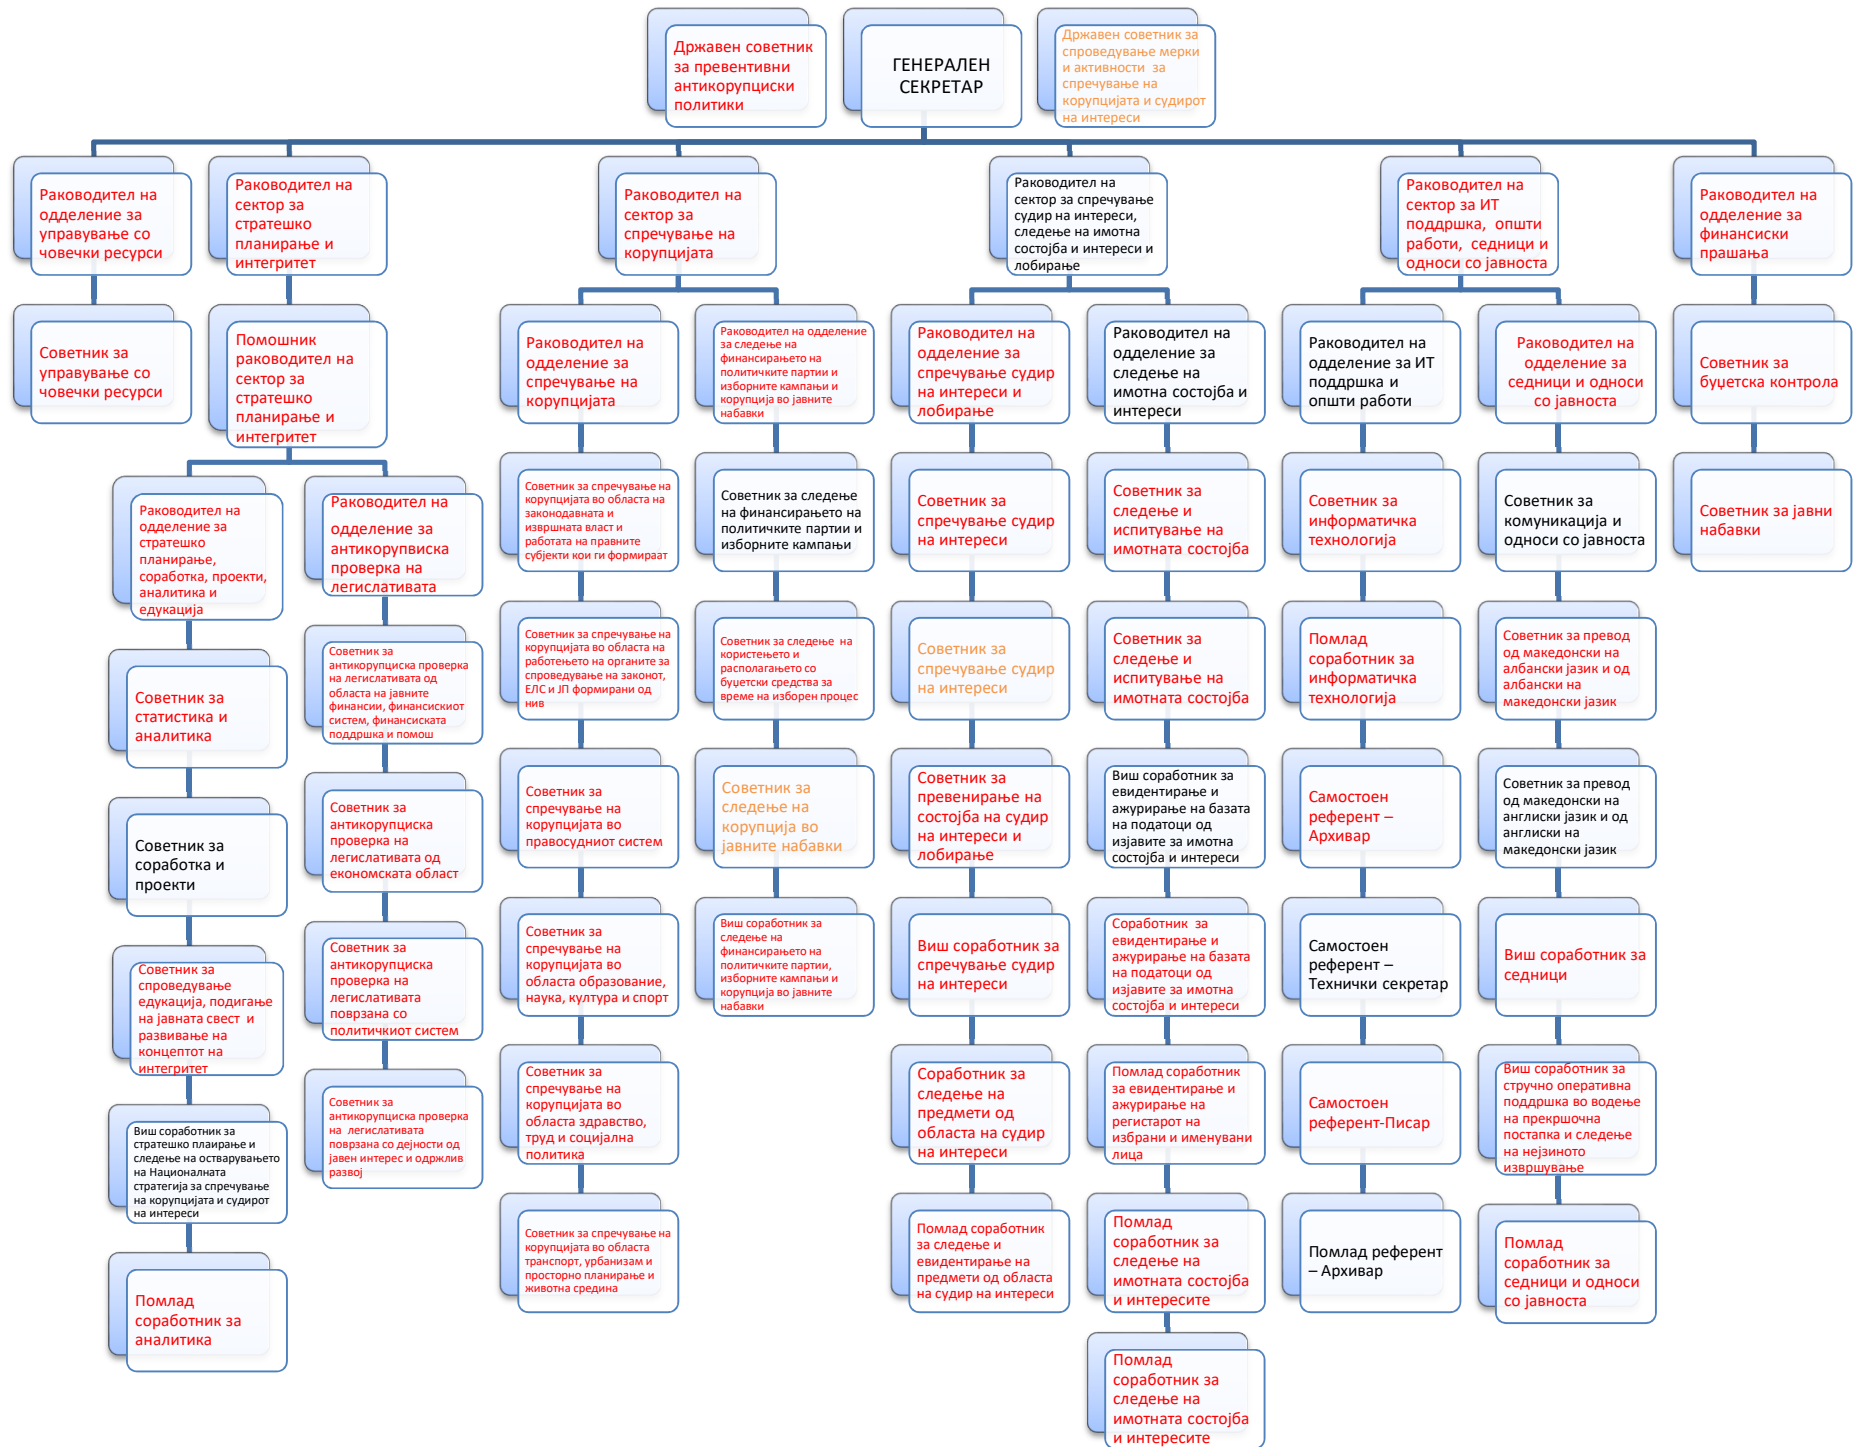 Државен советник
за превентивни
антикорупциски
политики
ГЕНЕРАЛЕН
СЕКРЕТАР
Државен советник за
спроведување мерки
и активности за
спречување на
корупцијата и судирот
на интереси
Раководител на
одделение за
управување со
човечки ресурси
Раководител на
сектор за
стратешко
планирање и
интегритет
Раководител на
сектор за
спречување на
корупцијата
Раководител на
сектор за спречување
судир на интереси,
следење на имотна
состојба и интереси и
лобирање
Раководител на
сектор за ИТ
поддршка, општи
работи, седници и
односи со јавноста
Раководител на
одделение за
финансиски
прашања
Советник за
управување со
човечки ресурси
Помошник
раководител на
сектор за
стратешко
планирање и
интегритет
Раководител на
одделение за
спречување на
корупцијата
Раководител на одделение
за следење на
финансирањето на
политичките партии и
изборните кампањи и
корупција во јавните
набавки
Раководител на
одделение за
спречување судир
на интереси и
лобирање
Раководител на
одделение за
следење на
имотна состојба и
интереси
Раководител на
одделение за ИТ
поддршка и
општи работи
Раководител на
одделение за
седници и односи
со јавноста
Советник за
буџетска контрола
Раководител на
одделение за
стратешко
планирање,
соработка, проекти,
аналитика и
едукација
Раководител на
одделение за
антикорупвиска
проверка на
легислативата
Советник за спречување на
корупцијата во областа на
законодавната и
извршната власт и
работата на правните
субјекти кои ги формираат
Советник за следење
на финансирањето на
политичките партии и
изборните кампањи
Советник за
спречување судир
на интереси
Советник за
следење и
испитување на
имотната состојба
Советник за
информатичка
технологија
Советник за
комуникација и
односи со јавноста
Советник за јавни
набавки
Советник за
статистика и
аналитика
Советник за
антикорупциска проверка
на легислативата од
областа на јавните
финансии, финансискиот
систем, финансиската
поддршка и помош
Советник за спречување на
корупцијата во областа на
работењето на органите за
спроведување на законот,
ЕЛС и ЈП формирани од
нив
Советник за следење на
користењето и
располагањето со
буџетски средства за
време на изборен процес
Советник за
спречување судир
на интереси
Советник за
следење и
испитување на
имотната состојба
Помлад
соработник за
информатичка
технологија
Советник за превод
од македонски на
албански јазик и од
албански на
македонски јазик
Советник за
соработка и
проекти
Советник за
антикорупциска
проверка на
легислативата од
економската област
Советник за
спречување на
корупцијата во
правосудниот систем
Советник за
следење на
корупција во
јавните набавки
Советник за
превенирање на
состојба на судир
на интереси и
лобирање
Виш соработник за
евидентирање и
ажурирање на базата
на податоци од
изјавите за имотна
состојба и интереси
Самостоен
референт –
Архивар
Советник за превод
од македонски на
англиски јазик и од
англиски на
македонски јазик
Советник за
спроведување
едукација, подигање
на јавната свест и
развивање на
концептот на
интегритет
Советник за
антикорупциска
проверка на
легислативата
поврзана со
политичкиот систем
Советник за
спречување на
корупцијата во
областа образование,
наука, култура и спорт
Виш соработник за
следење на
финансирањето на
политичките партии,
изборните кампањи и
корупција во јавните
набавки
Виш соработник за
спречување судир
на интереси
Соработник за
евидентирање и
ажурирање на базата
на податоци од
изјавите за имотна
состојба и интереси
Самостоен
референт –
Технички секретар
Виш соработник за
седници
Виш соработник за
стратешко плаирање и
следење на остварувањето
на Националната
стратегија за спречување
на корупцијата и судирот
на интереси
Советник за
антикорупциска проверка
на легислативата
поврзана со дејности од
јавен интерес и одржлив
развој
Советник за
спречување на
корупцијата во
областа здравство,
труд и социјална
политика
Соработник за
следење на
предмети од
областа на судир
на интереси
Помлад соработник
за евидентирање и
ажурирање на
регистарот на
избрани и именувани
лица
Самостоен
референт-Писар
Виш соработник за
стручно оперативна
поддршка во водење
на прекршочна
постапка и следење
на нејзиното
извршување
Помлад
соработник за
аналитика
Советник за спречување на
корупцијата во областа
транспорт, урбанизам и
просторно планирање и
животна средина
Помлад соработник
за следење и
евидентирање на
предмети од областа
на судир на интереси
Помлад
соработник за
следење на
имотната состојба
и интересите
Помлад референт
– Архивар
Помлад
соработник за
седници и односи
со јавноста
Помлад
соработник за
следење на
имотната состојба
и интересите